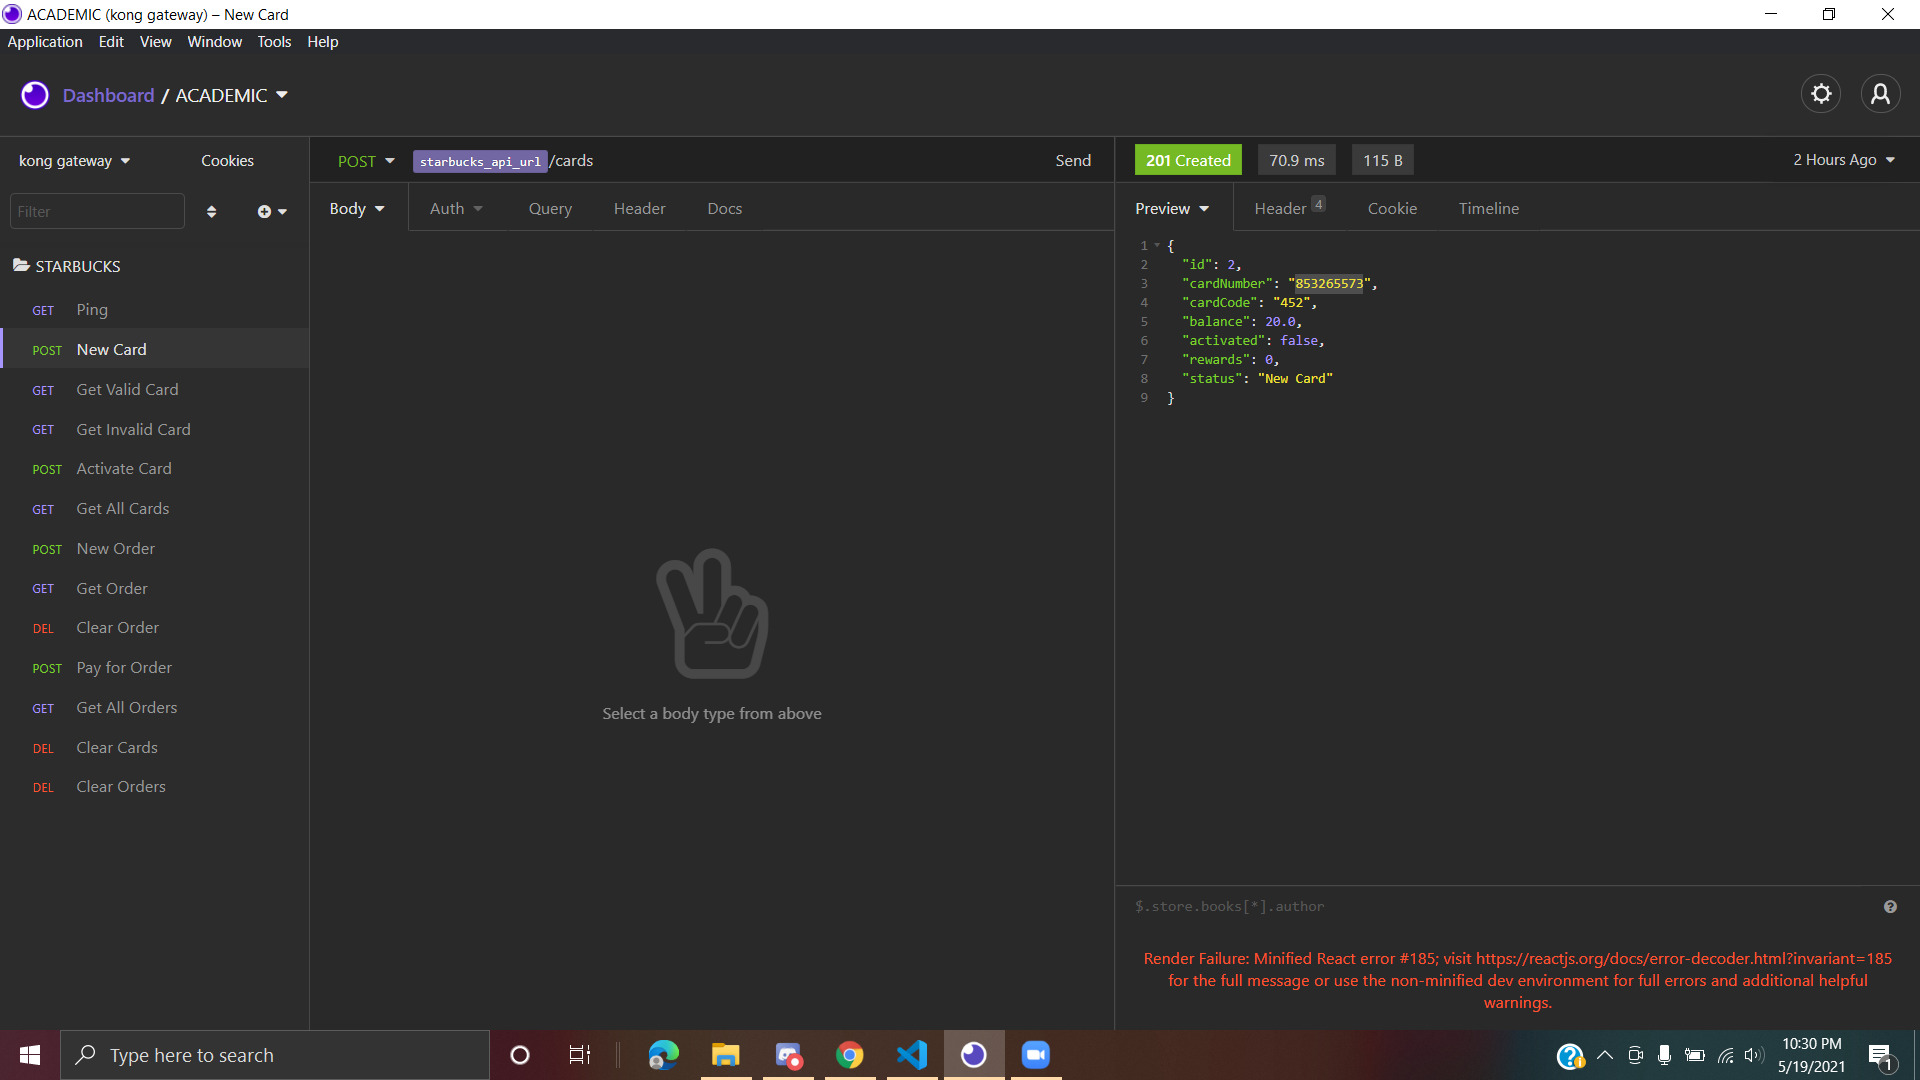 ACADEMIC (kong gateway) – New Card
Application Edit View Window Tools Help
Dashboard / ACADEMIC
kong gateway Cookies
POST starbucks_api_url/cards Send
201 Created 70.9 ms 115 B 2 Hours Ago
Filter
Body Auth Query Header Docs
Preview Header 4 Cookie Timeline
STARBUCKS
GET Ping
POST New Card
GET Get Valid Card
GET Get Invalid Card
POST Activate Card
GET Get All Cards
POST New Order
GET Get Order
DEL Clear Order
POST Pay for Order
GET Get All Orders
DEL Clear Cards
DEL Clear Orders
Select a body type from above
1 {
2 "id": 2,
3 "cardNumber": "853265573",
4 "cardCode": "452",
5 "balance": 20.0,
6 "activated": false,
7 "rewards": 0,
8 "status": "New Card"
9 }
$.store.books[*].author
Render Failure: Minified React error #185; visit https://reactjs.org/docs/error-decoder.html?invariant=185
for the full message or use the non-minified dev environment for full errors and additional helpful
warnings.
Type here to search
10:30 PM
5/19/2021
1